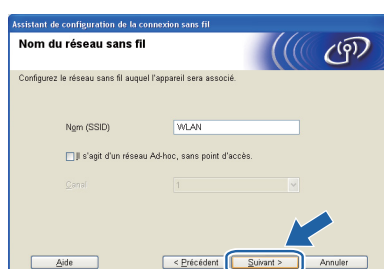 Assistant de configuration de la connexion sans fil
Nom du réseau sans fil
Configurez le réseau sans fil auquel l'appareil sera associé.
Nom (SSID)
WLAN
Il s'agit d'un réseau Ad-hoc, sans point d'accès.
Canal
1
Aide
< Précédent
Suivant >
Annuler